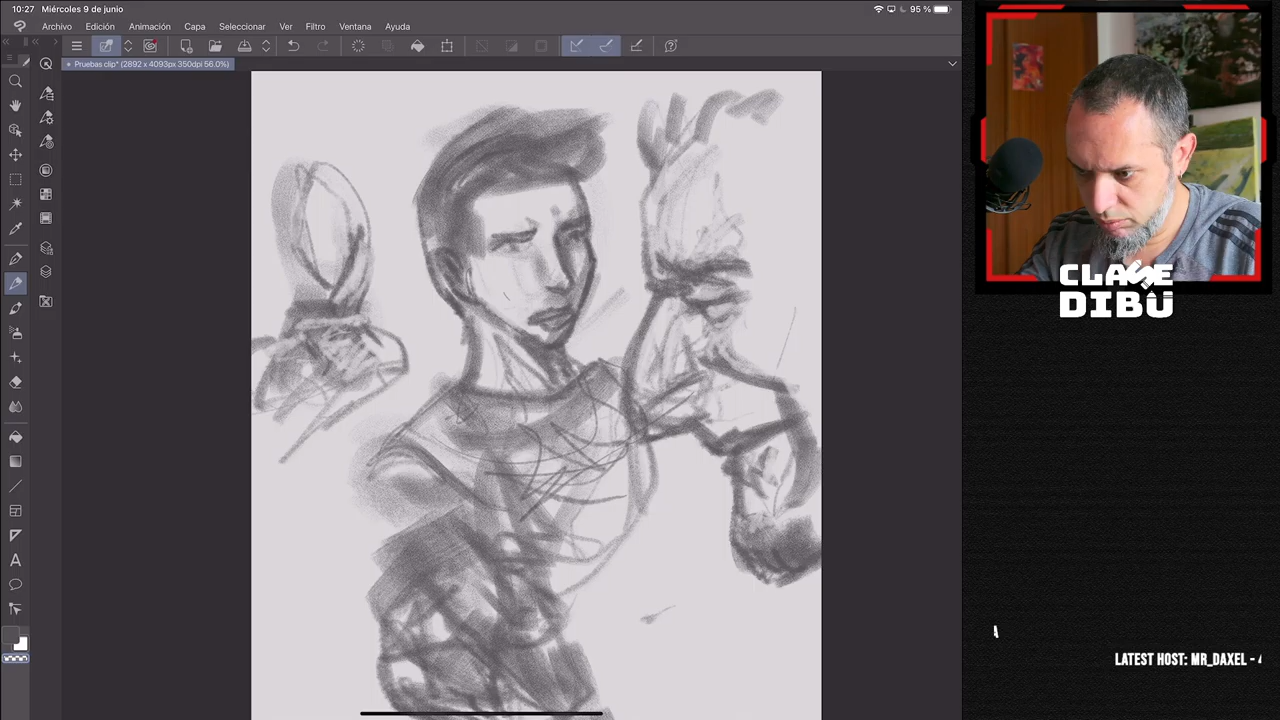 10:27 Miércoles 9 de junio
95 %
Archivo Edición Animación Capa Seleccionar Ver Filtro Ventana Ayuda
Pruebas clip* (2892 x 4093px 350dpi 56.0%)
CLASE
DIBÜ
A
LATEST HOST: MR_DAXEL -